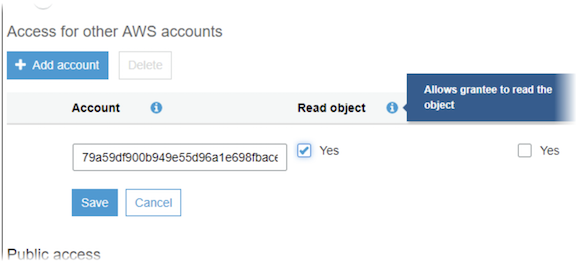 Access for other AWS accounts
+ Add account Delete
Account Read object Allows grantee to read the
object
79a59df900b949e55d96a1e698fbace Yes Yes
Save Cancel
Public access